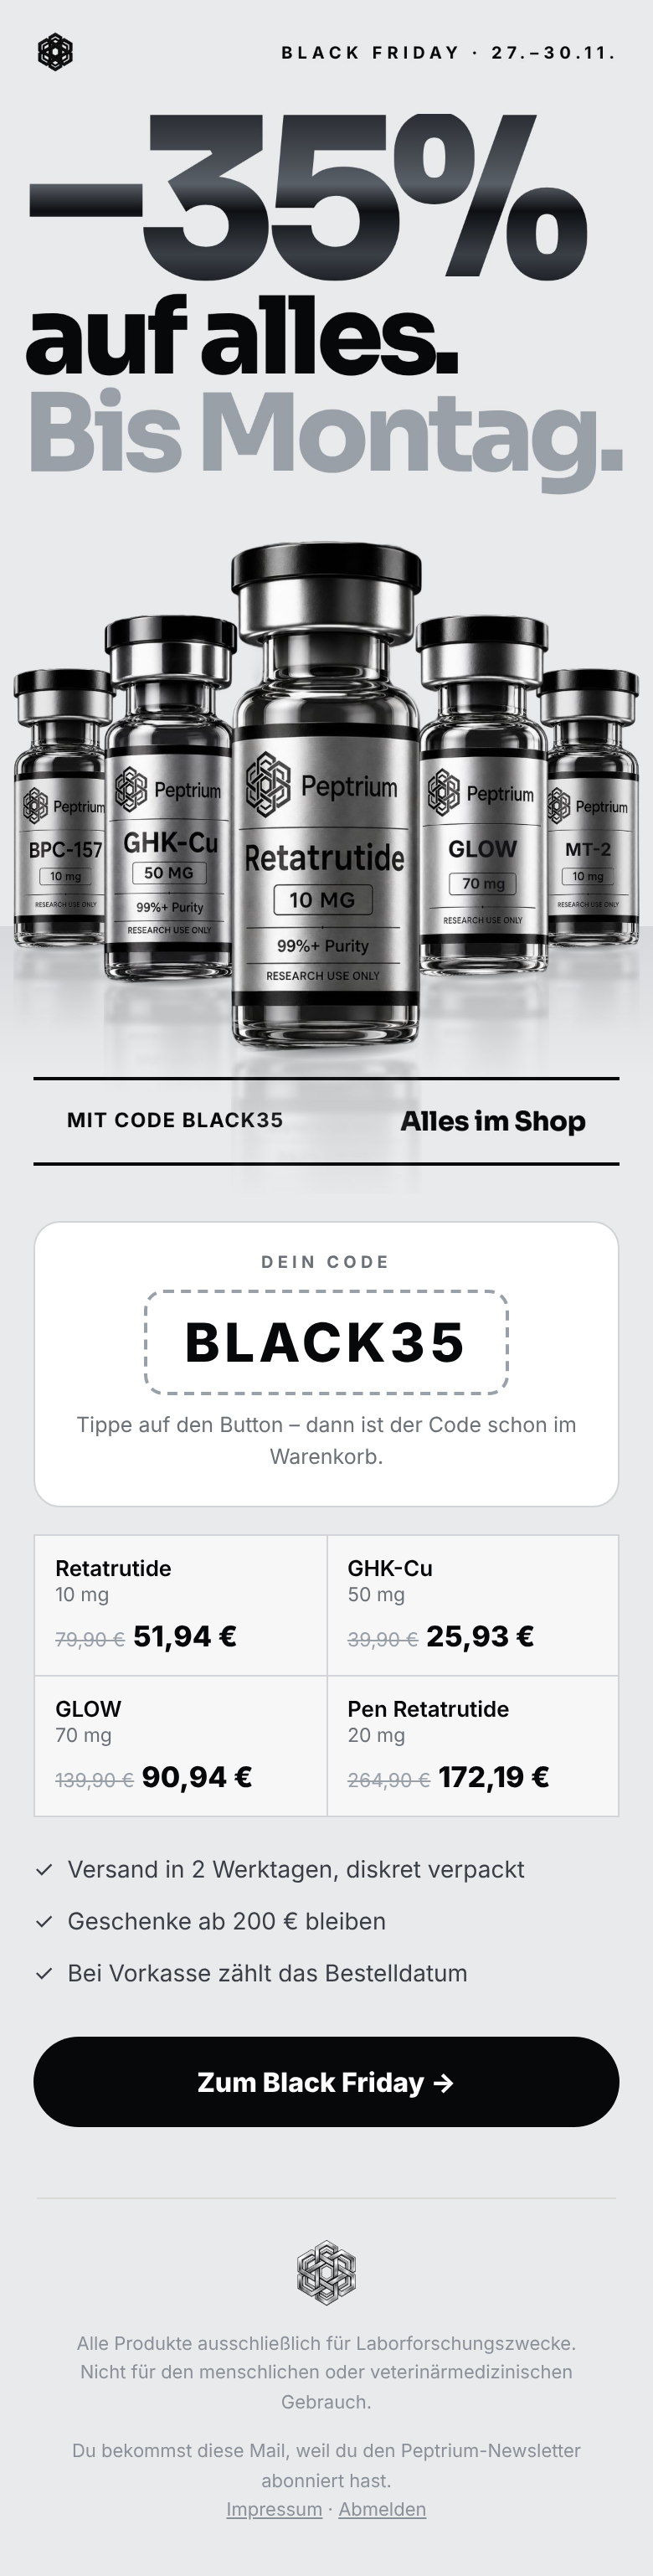 BLACK FRIDAY · 27.–30.11.
–35%
auf alles.
Bis Montag.
Peptrium
BPC-157
10 mg
RESEARCH USE ONLY
Peptrium
GHK-Cu
50 MG
99%+ Purity
RESEARCH USE ONLY
Peptrium
Retatrutide
10 MG
99%+ Purity
RESEARCH USE ONLY
Peptrium
GLOW
70 mg
RESEARCH USE ONLY
Peptrium
MT-2
10 mg
RESEARCH USE ONLY
MIT CODE BLACK35 Alles im Shop
DEIN CODE
BLACK35
Tippe auf den Button – dann ist der Code schon im
Warenkorb.
Retatrutide
10 mg
79,90 € 51,94 €
GHK-Cu
50 mg
39,90 € 25,93 €
GLOW
70 mg
139,90 € 90,94 €
Pen Retatrutide
20 mg
264,90 € 172,19 €
✓ Versand in 2 Werktagen, diskret verpackt
✓ Geschenke ab 200 € bleiben
✓ Bei Vorkasse zählt das Bestelldatum
Zum Black Friday →
Alle Produkte ausschließlich für Laborforschungszwecke.
Nicht für den menschlichen oder veterinärmedizinischen
Gebrauch.
Du bekommst diese Mail, weil du den Peptrium-Newsletter
abonniert hast.
Impressum · Abmelden